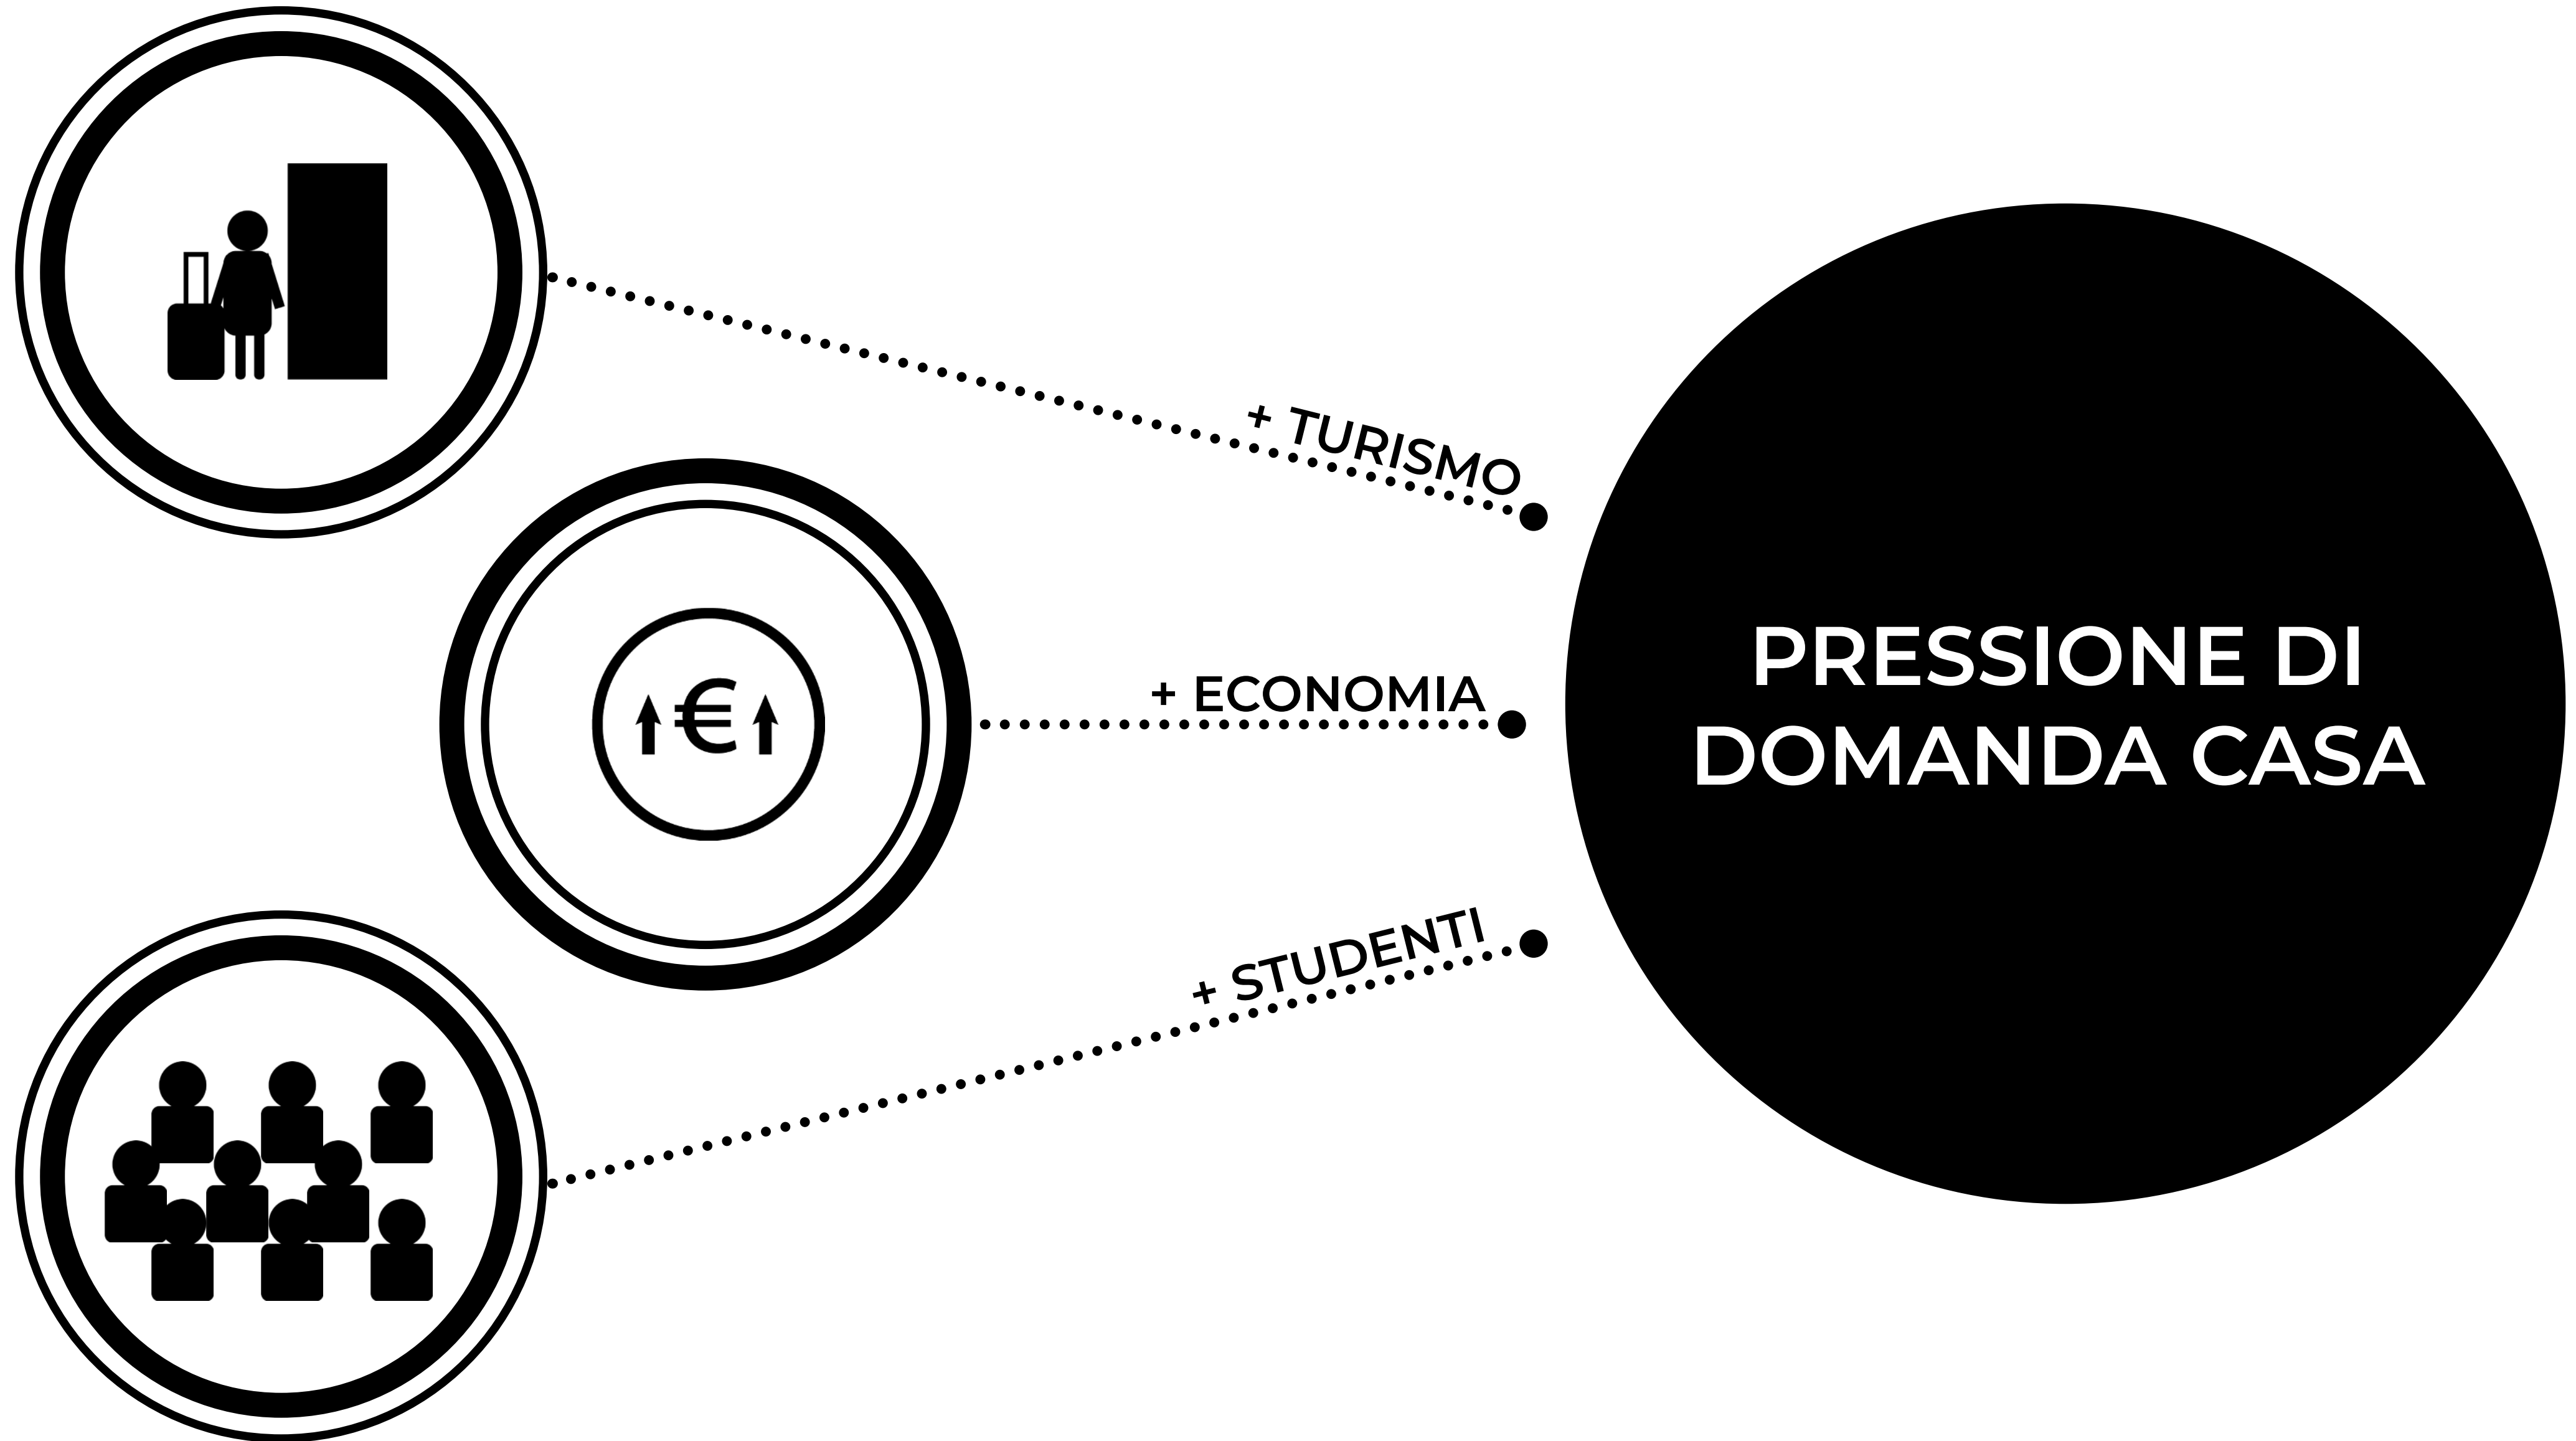 + TURISMO
€
+ ECONOMIA
PRESSIONE DI
DOMANDA CASA
+ STUDENTI